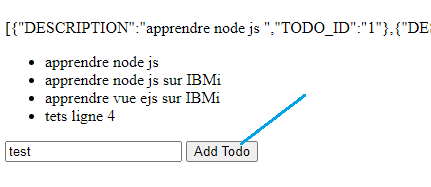 [{"DESCRIPTION":"apprendre node js ","TODO_ID":"1"},{"DES
apprendre node js
apprendre node js sur IBMi
apprendre vue ejs sur IBMi
tets ligne 4
test Add Todo